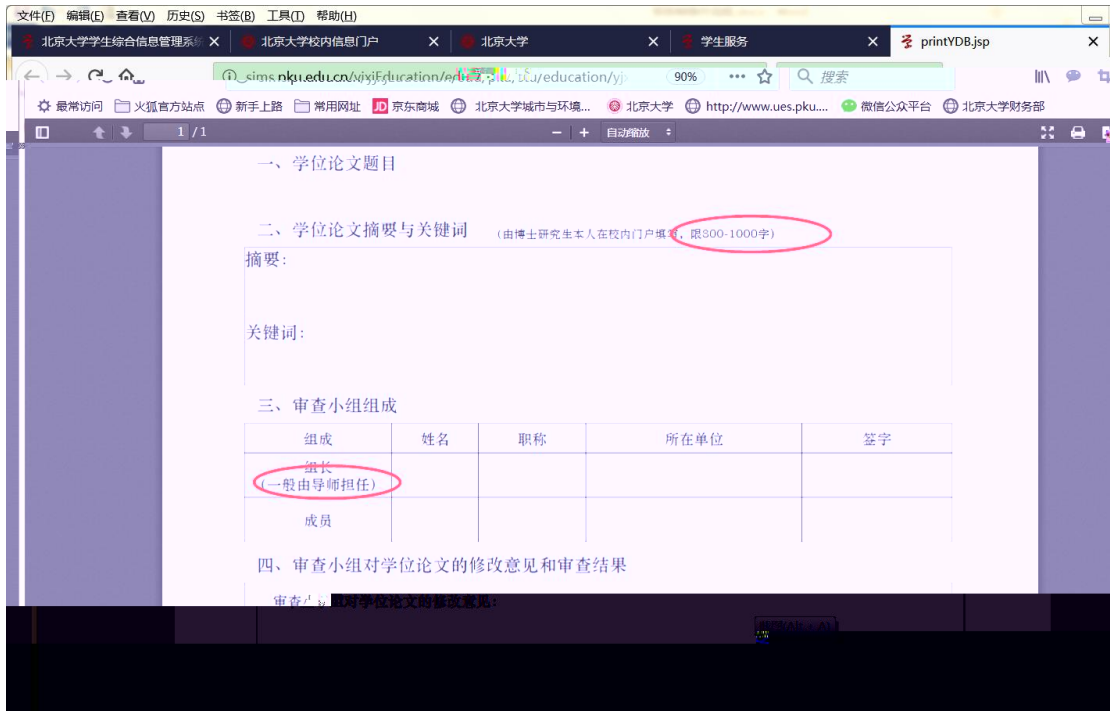 文件(F) 编辑(E) 查看(V) 历史(S) 书签(B) 工具(T) 帮助(H)
北京大学学生综合信息管理系统 北京大学校内信息门户 北京大学 学生服务 printYDB.jsp
90% 搜索
最常访问 火狐官方站点 新手上路 常用网址 JD 京东商城 北京大学城市与环境... 北京大学 http://www.ues.pku.... 微信公众平台 北京大学财务部
1 / 1 — + 自动缩放
一、学位论文题目
二、学位论文摘要与关键词 (由博士研究生本人在校内门户填写，限800-1000字)
摘要:
关键词:
三、审查小组组成
组成 姓名 职称 所在单位 签字
组长
(一般由导师担任)
成员
四、审查小组对学位论文的修改意见和审查结果
审查小组对学位论文的修改意见: